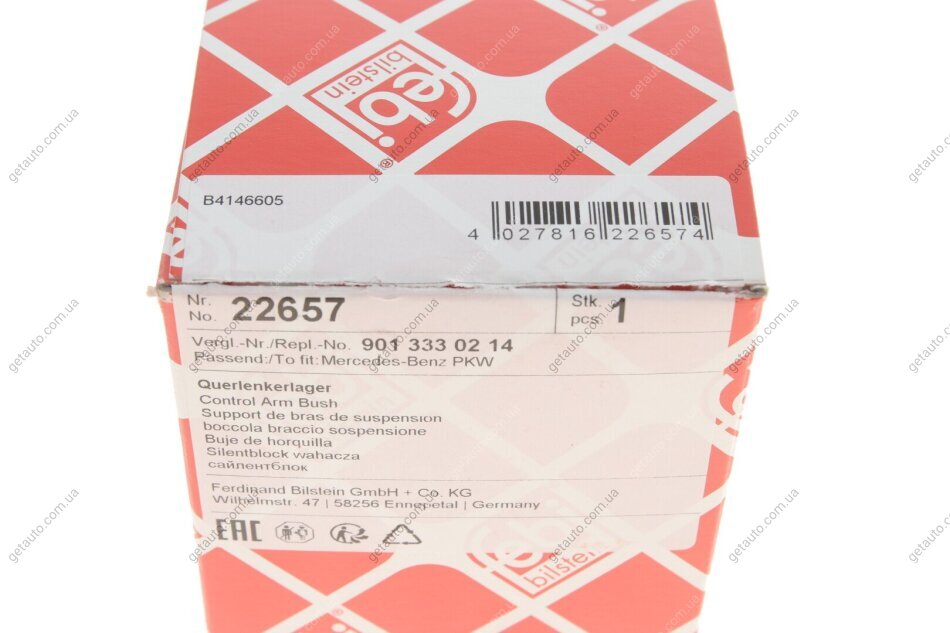 febi
bilstein
®
B4146605
4 027816 226574
Nr. No. 22657 Stk. pcs. 1
Vergl.-Nr./Repl.-No. 901 333 02 14
Passend:/To fit: Mercedes-Benz PKW
Querlenkerlager
Control Arm Bush
Support de bras de suspension
boccola braccio sospensione
Buje de horquilla
Silentblock wahacza
сайлентблок
Ferdinand Bilstein GmbH + Co. KG
Wilhelmstr. 47 | 58256 Ennepetal | Germany
EAC
febi
bilstein
getauto.com.ua